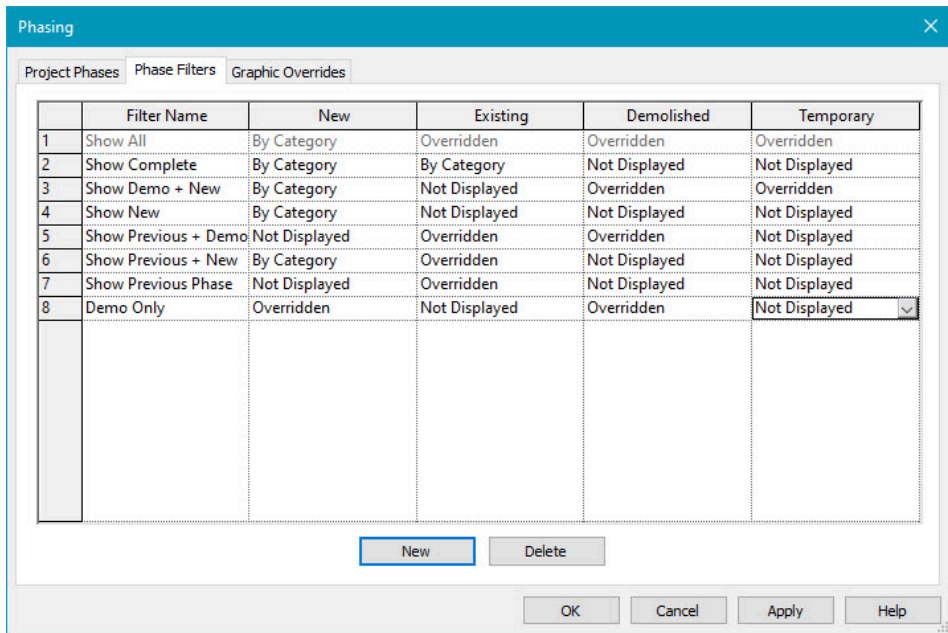 Phasing
Project Phases Phase Filters Graphic Overrides
Filter Name New Existing Demolished Temporary
1 Show All By Category Overridden Overridden Overridden
2 Show Complete By Category By Category Not Displayed Not Displayed
3 Show Demo + New By Category Not Displayed Overridden Overridden
4 Show New By Category Not Displayed Not Displayed Not Displayed
5 Show Previous + Demo Not Displayed Overridden Overridden Not Displayed
6 Show Previous + New By Category Overridden Not Displayed Not Displayed
7 Show Previous Phase Not Displayed Overridden Not Displayed Not Displayed
8 Demo Only Overridden Not Displayed Overridden Not Displayed
New Delete
OK Cancel Apply Help